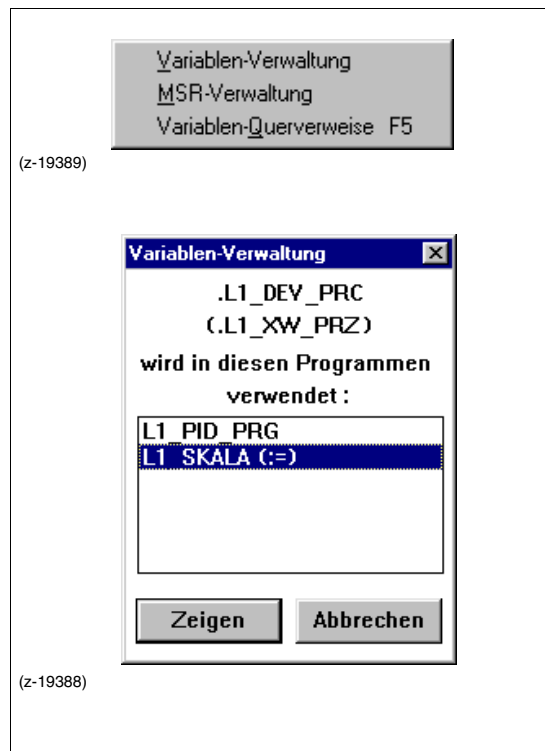 Variablen-Verwaltung
MSR-Verwaltung
Variablen-Querverweise F5
(z-19389)
Variablen-Verwaltung
.L1_DEV_PRC
(.L1_XW_PRZ)
wird in diesen Programmen
verwendet :
L1_PID_PRG
L1_SKALA (:=)
Zeigen Abbrechen
(z-19388)